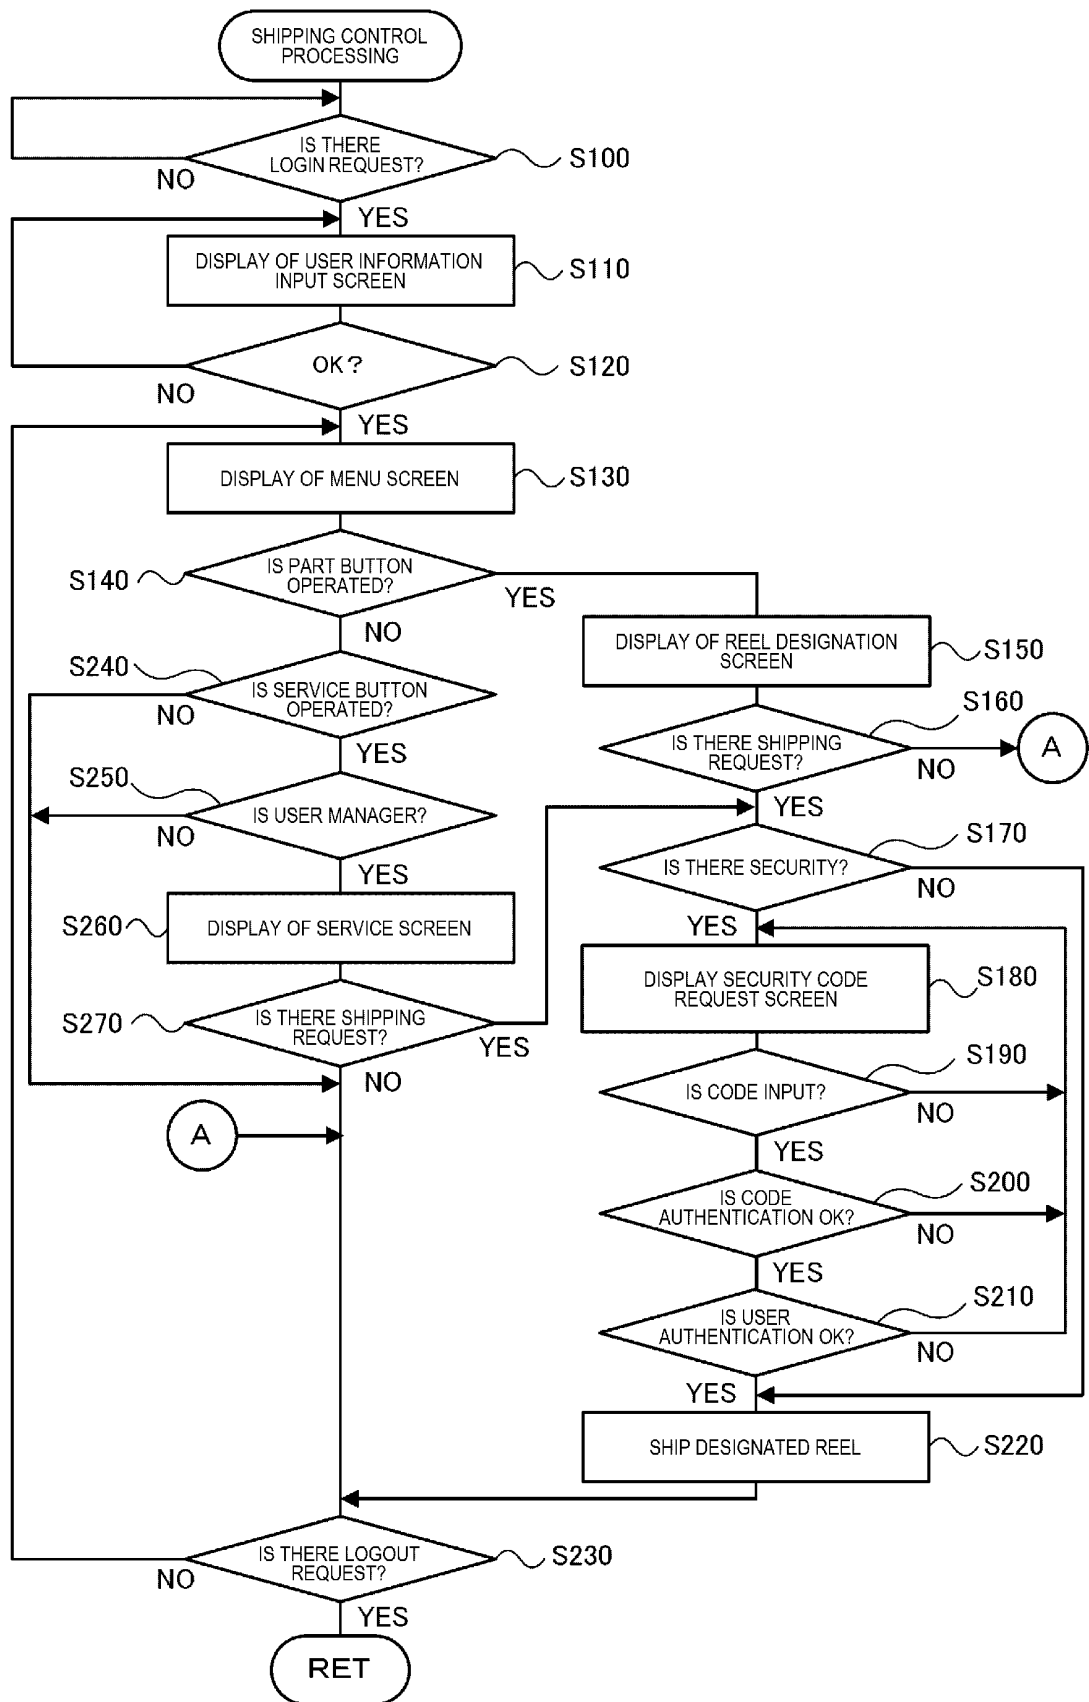 SHIPPING CONTROL
PROCESSING
IS THERE
LOGIN REQUEST?
S100
NO
YES
DISPLAY OF USER INFORMATION
INPUT SCREEN
S110
OK?
S120
NO
YES
DISPLAY OF MENU SCREEN
S130
IS PART BUTTON
OPERATED?
S140
YES
NO
S240
IS SERVICE BUTTON
OPERATED?
NO
YES
S250
IS USER MANAGER?
NO
YES
S260
DISPLAY OF SERVICE SCREEN
S270
IS THERE SHIPPING
REQUEST?
YES
NO
A
DISPLAY OF REEL DESIGNATION
SCREEN
S150
S160
IS THERE SHIPPING
REQUEST?
NO
A
YES
S170
IS THERE SECURITY?
NO
YES
DISPLAY SECURITY CODE
REQUEST SCREEN
S180
S190
IS CODE INPUT?
NO
YES
S200
IS CODE
AUTHENTICATION OK?
NO
YES
S210
IS USER
AUTHENTICATION OK?
NO
YES
SHIP DESIGNATED REEL
S220
IS THERE LOGOUT
REQUEST?
S230
NO
YES
RET